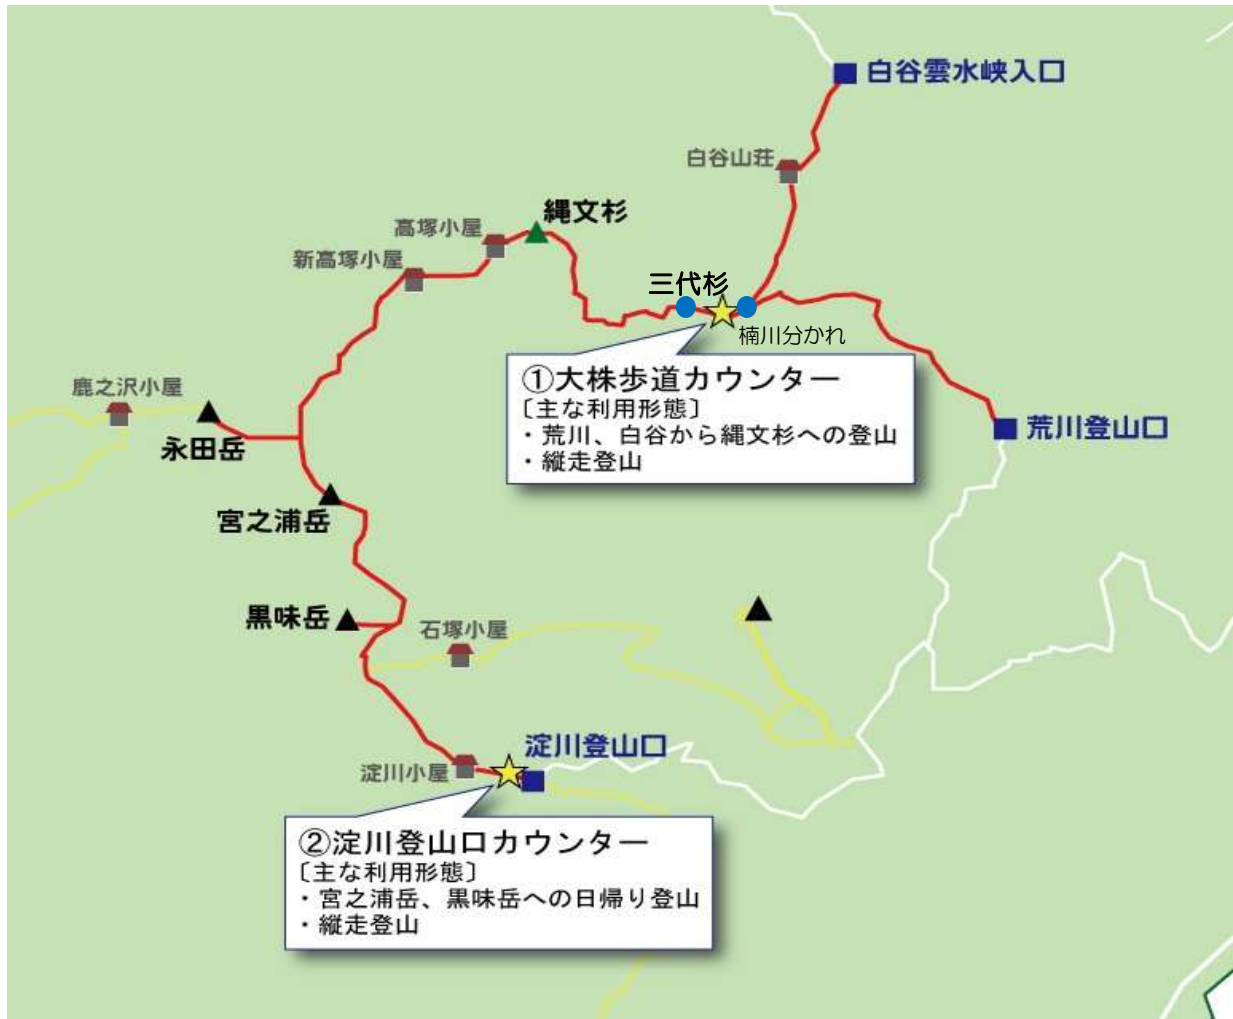 白谷雲水峡入口
白谷山荘
縄文杉
高塚小屋
新高塚小屋
三代杉
楠川分かれ
①大株歩道カウンター
〔主な利用形態〕
・荒川、白谷から縄文杉への登山
・縦走登山
鹿之沢小屋
永田岳
荒川登山口
宮之浦岳
黒味岳
石塚小屋
淀川登山口
淀川小屋
②淀川登山口カウンター
〔主な利用形態〕
・宮之浦岳、黒味岳への日帰り登山
・縦走登山